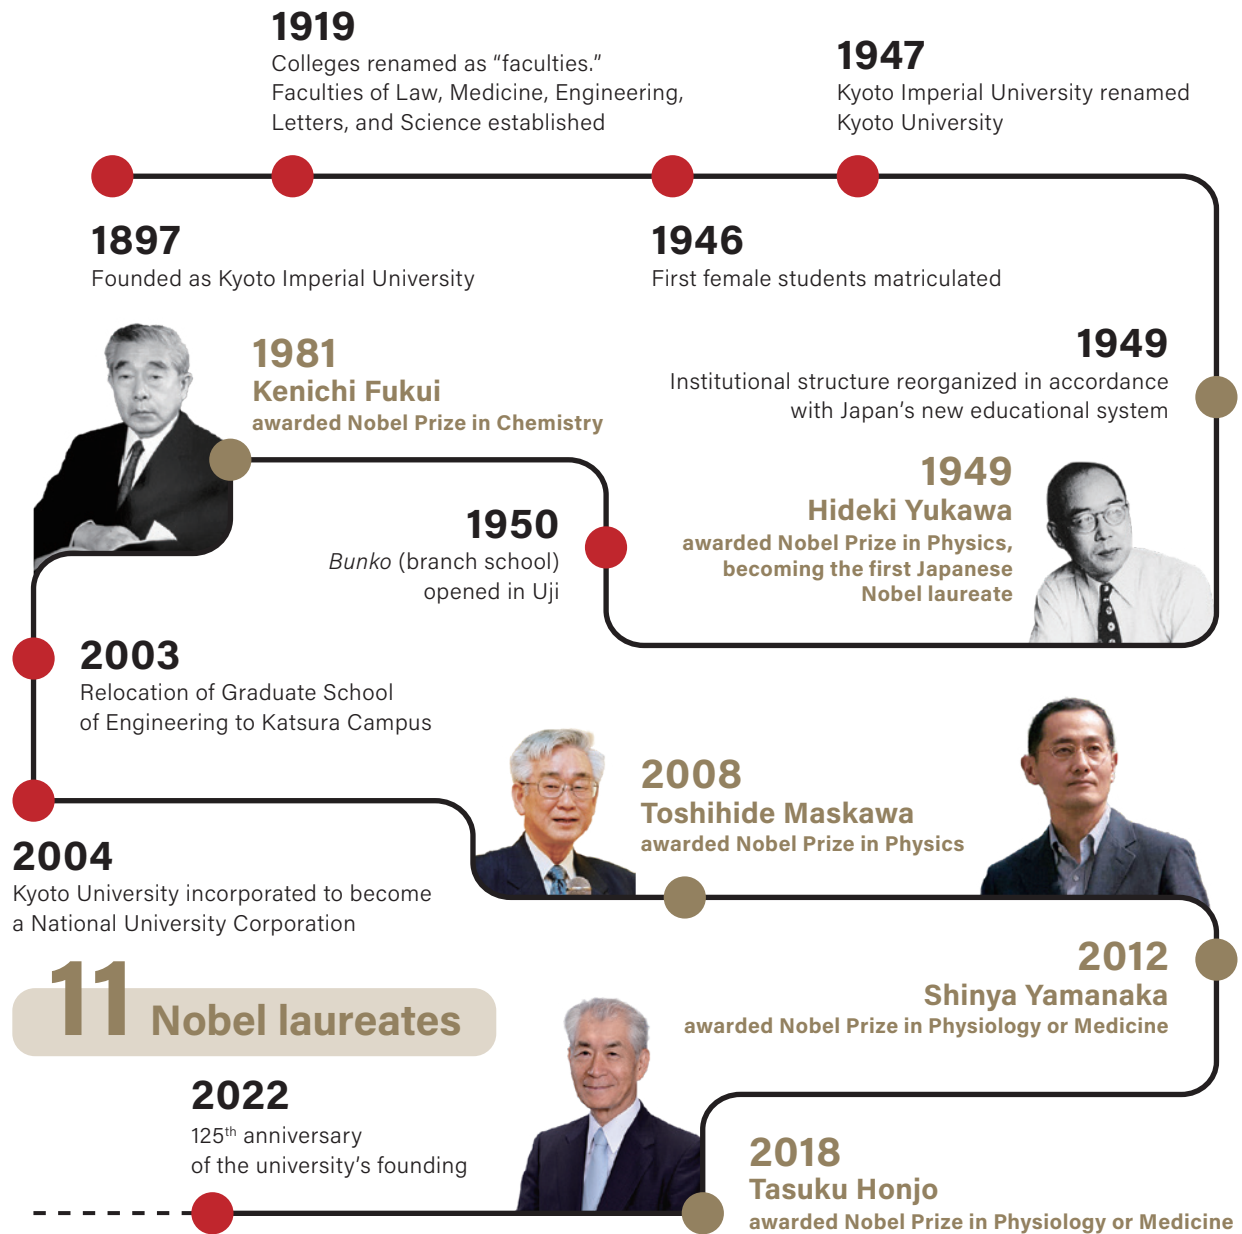 1919
Colleges renamed as “faculties.”
Faculties of Law, Medicine, Engineering,
Letters, and Science established
1947
Kyoto Imperial University renamed
Kyoto University
1897
Founded as Kyoto Imperial University
1946
First female students matriculated
1949
Institutional structure reorganized in accordance
with Japan’s new educational system
1949
Hideki Yukawa
awarded Nobel Prize in Physics,
becoming the first Japanese
Nobel laureate
1950
Bunko (branch school)
opened in Uji
1981
Kenichi Fukui
awarded Nobel Prize in Chemistry
2003
Relocation of Graduate School
of Engineering to Katsura Campus
2004
Kyoto University incorporated to become
a National University Corporation
2008
Toshihide Maskawa
awarded Nobel Prize in Physics
2012
Shinya Yamanaka
awarded Nobel Prize in Physiology or Medicine
11 Nobel laureates
2018
Tasuku Honjo
awarded Nobel Prize in Physiology or Medicine
2022
125th anniversary
of the university’s founding